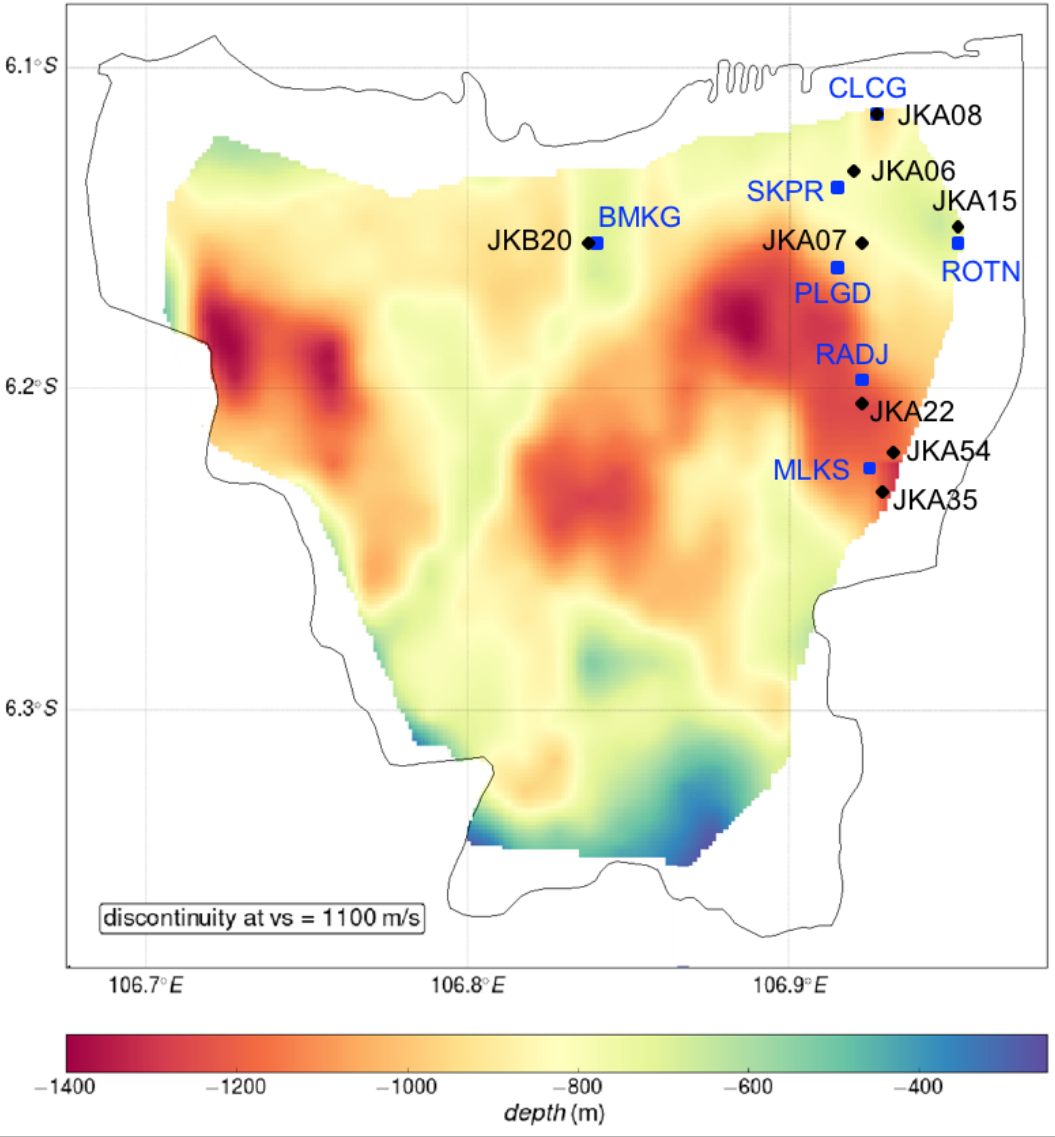 6.1°S
CLCG
JKA08
JKA06
SKPR
JKA15
BMKG
JKB20
JKA07
ROTN
PLGD
RADJ
6.2°S
JKA22
JKA54
MLKS
JKA35
6.3°S
discontinuity at vs = 1100 m/s
106.7°E 106.8°E 106.9°E
−1400 −1200 −1000 −800 −600 −400
depth (m)